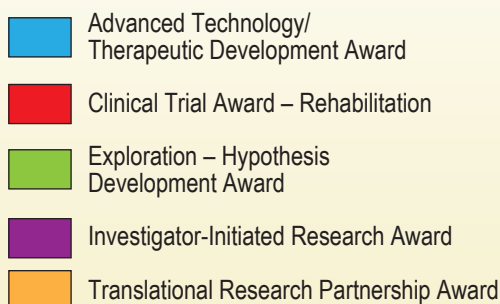 Advanced Technology/
Therapeutic Development Award
Clinical Trial Award – Rehabilitation
Exploration – Hypothesis
Development Award
Investigator-Initiated Research Award
Translational Research Partnership Award